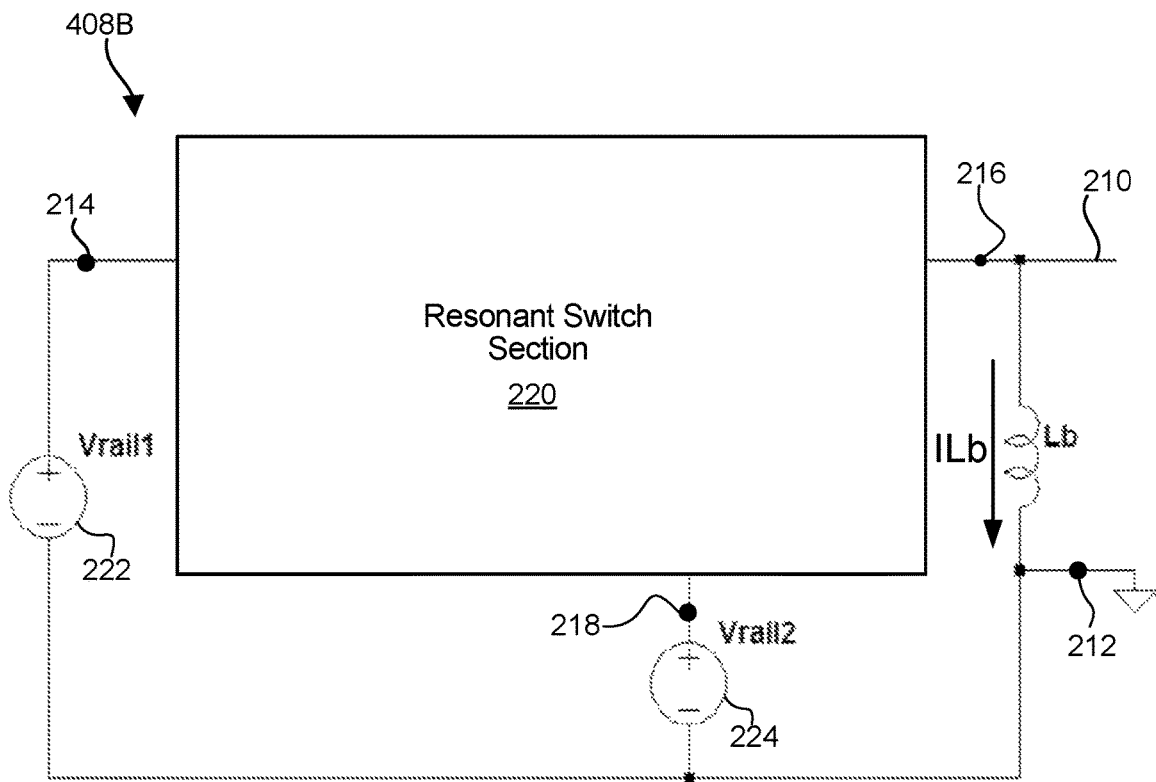 408B
214
216
210
Resonant Switch
Section
220
Vrail1
+
−
222
ILb
Lb
218
Vrail2
+
−
224
212